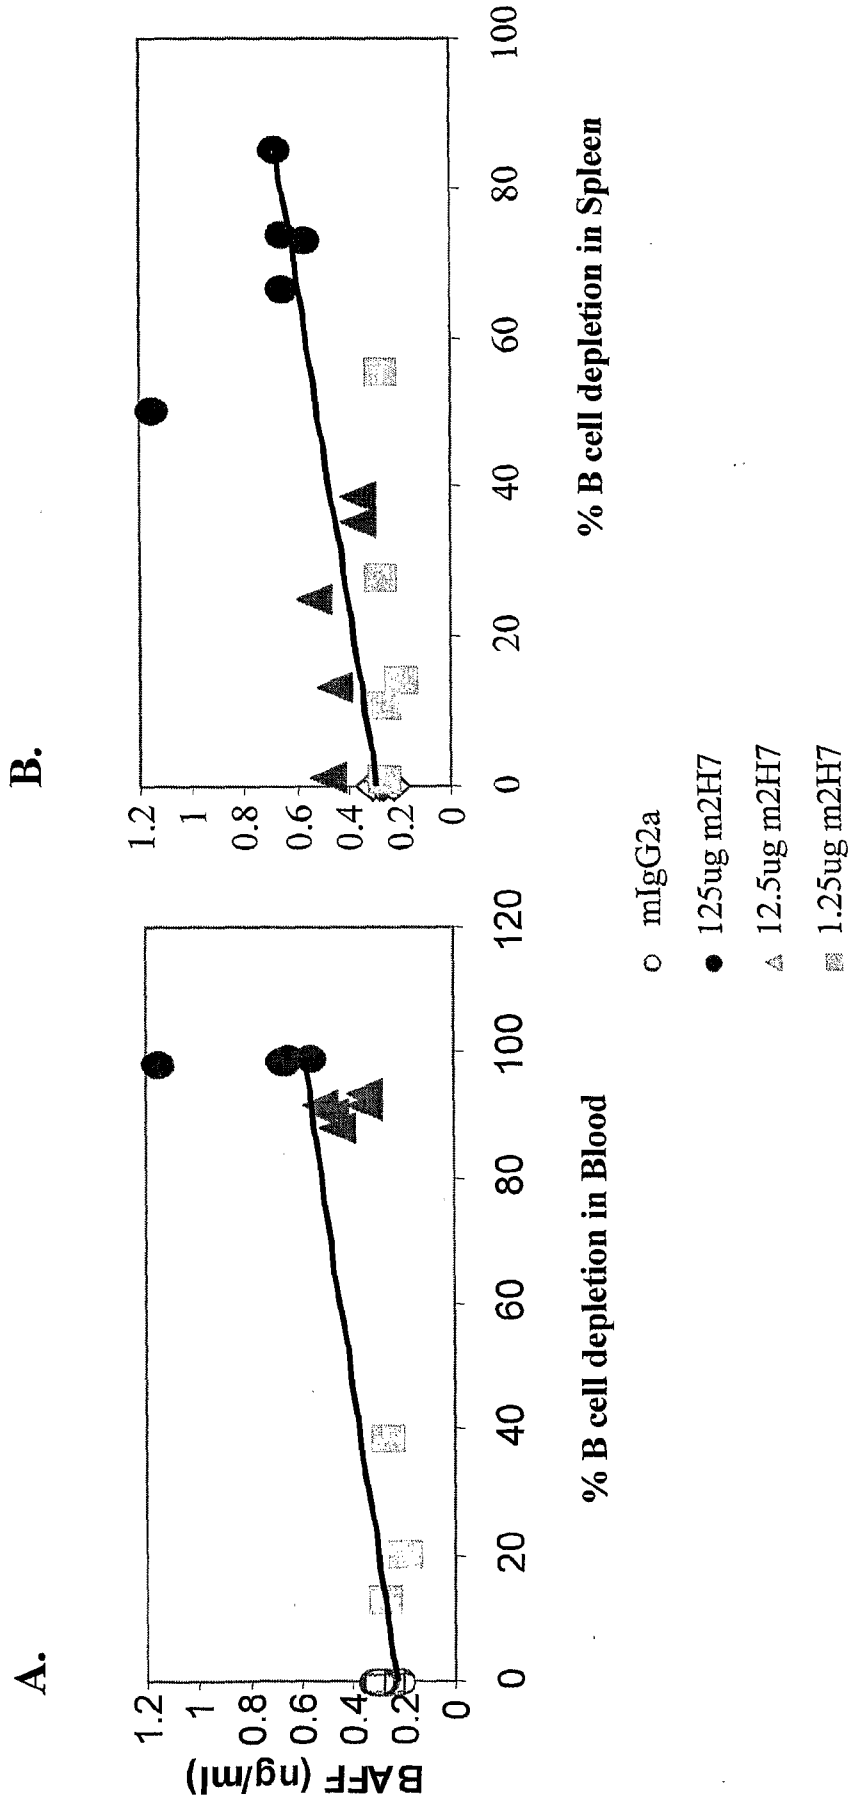 A.
BAFF (ng/ml)
1.2
1
0.8
0.6
0.4
0.2
0
0 20 40 60 80 100 120
% B cell depletion in Blood
B.
1.2
1
0.8
0.6
0.4
0.2
0
0 20 40 60 80 100
% B cell depletion in Spleen
mIgG2a
125ug m2H7
12.5ug m2H7
1.25ug m2H7